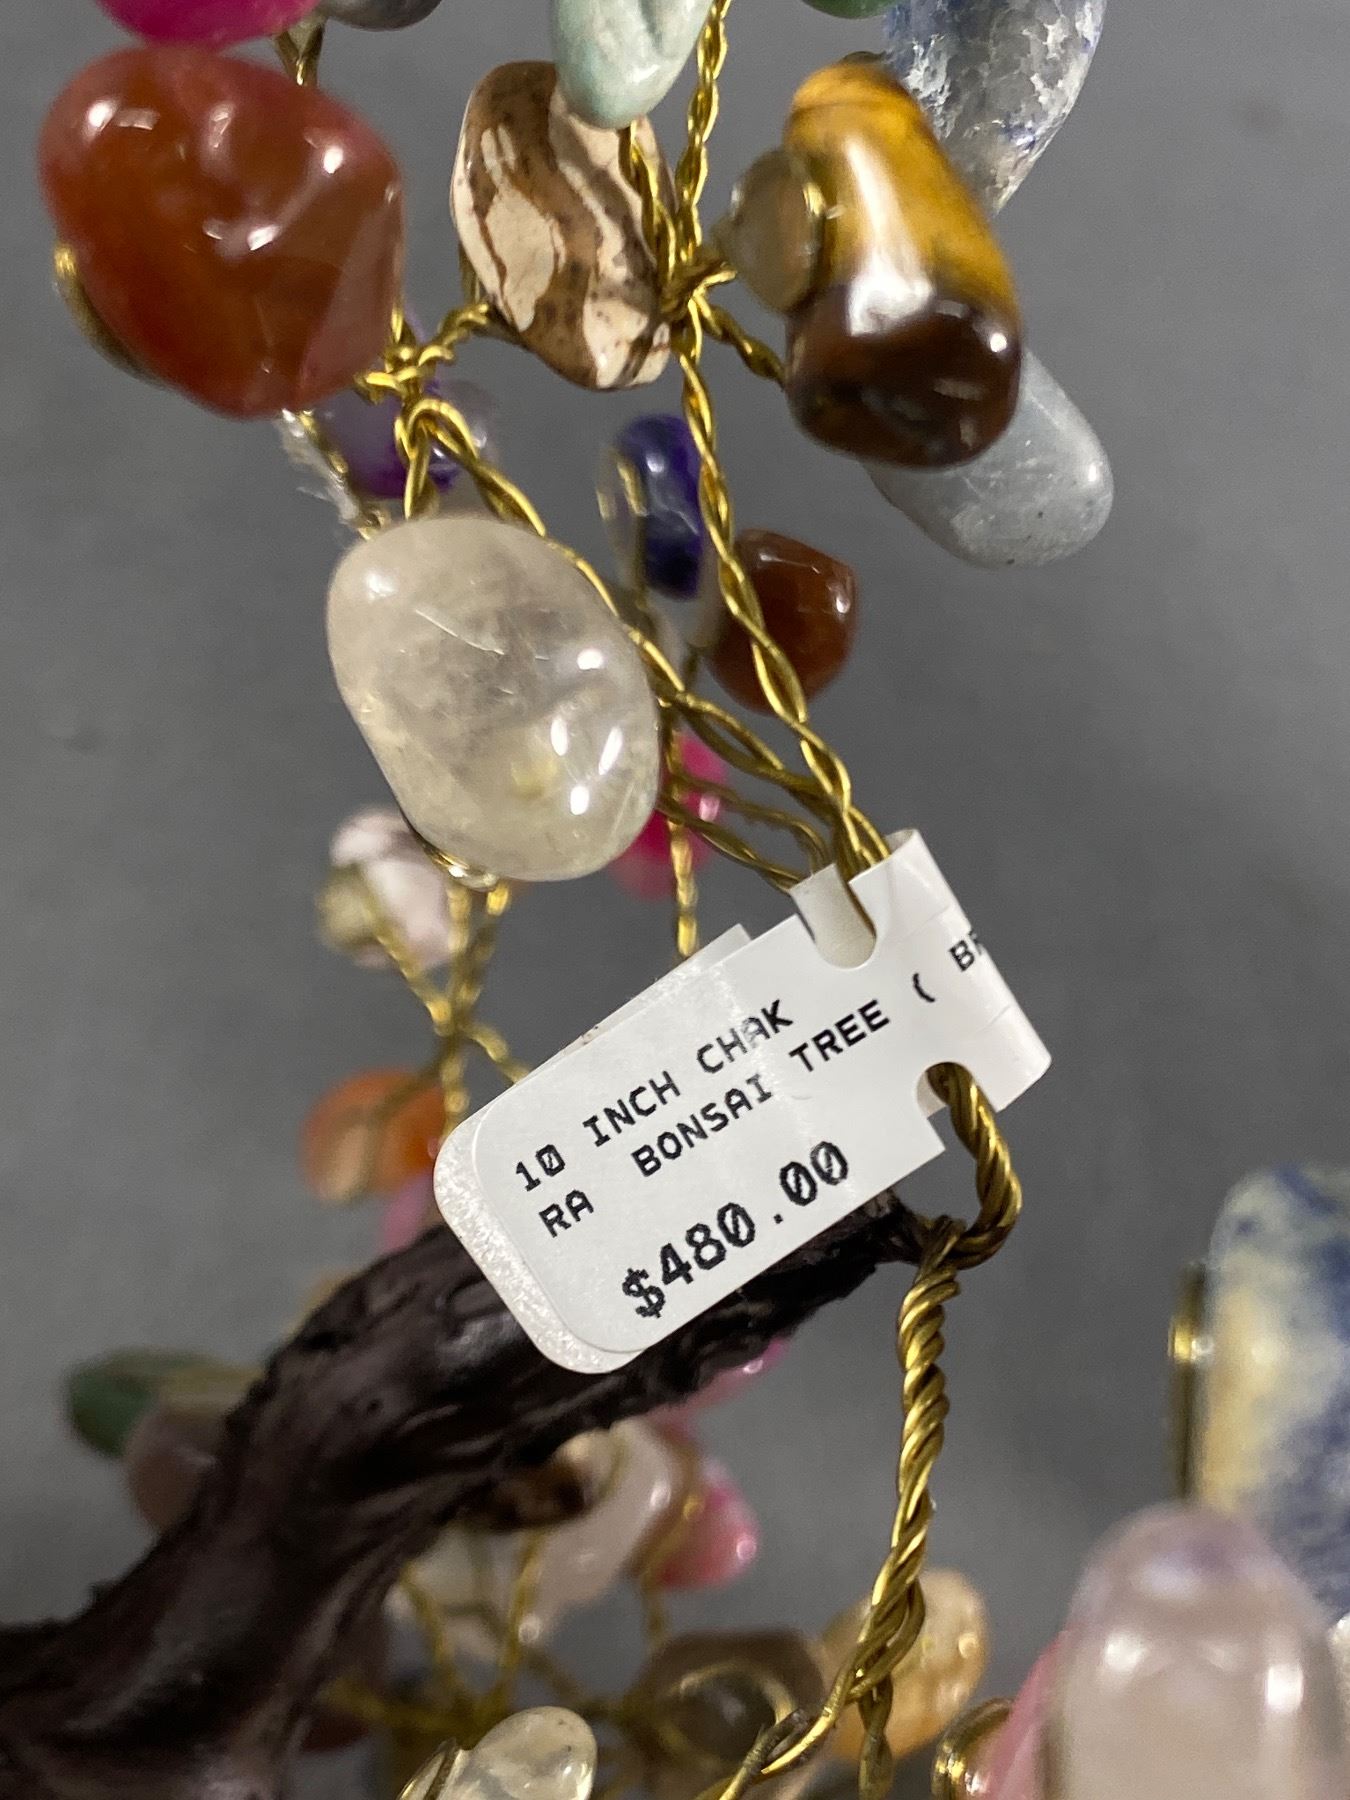 10 INCH CHAK
RA BONSAI TREE (
$480.00